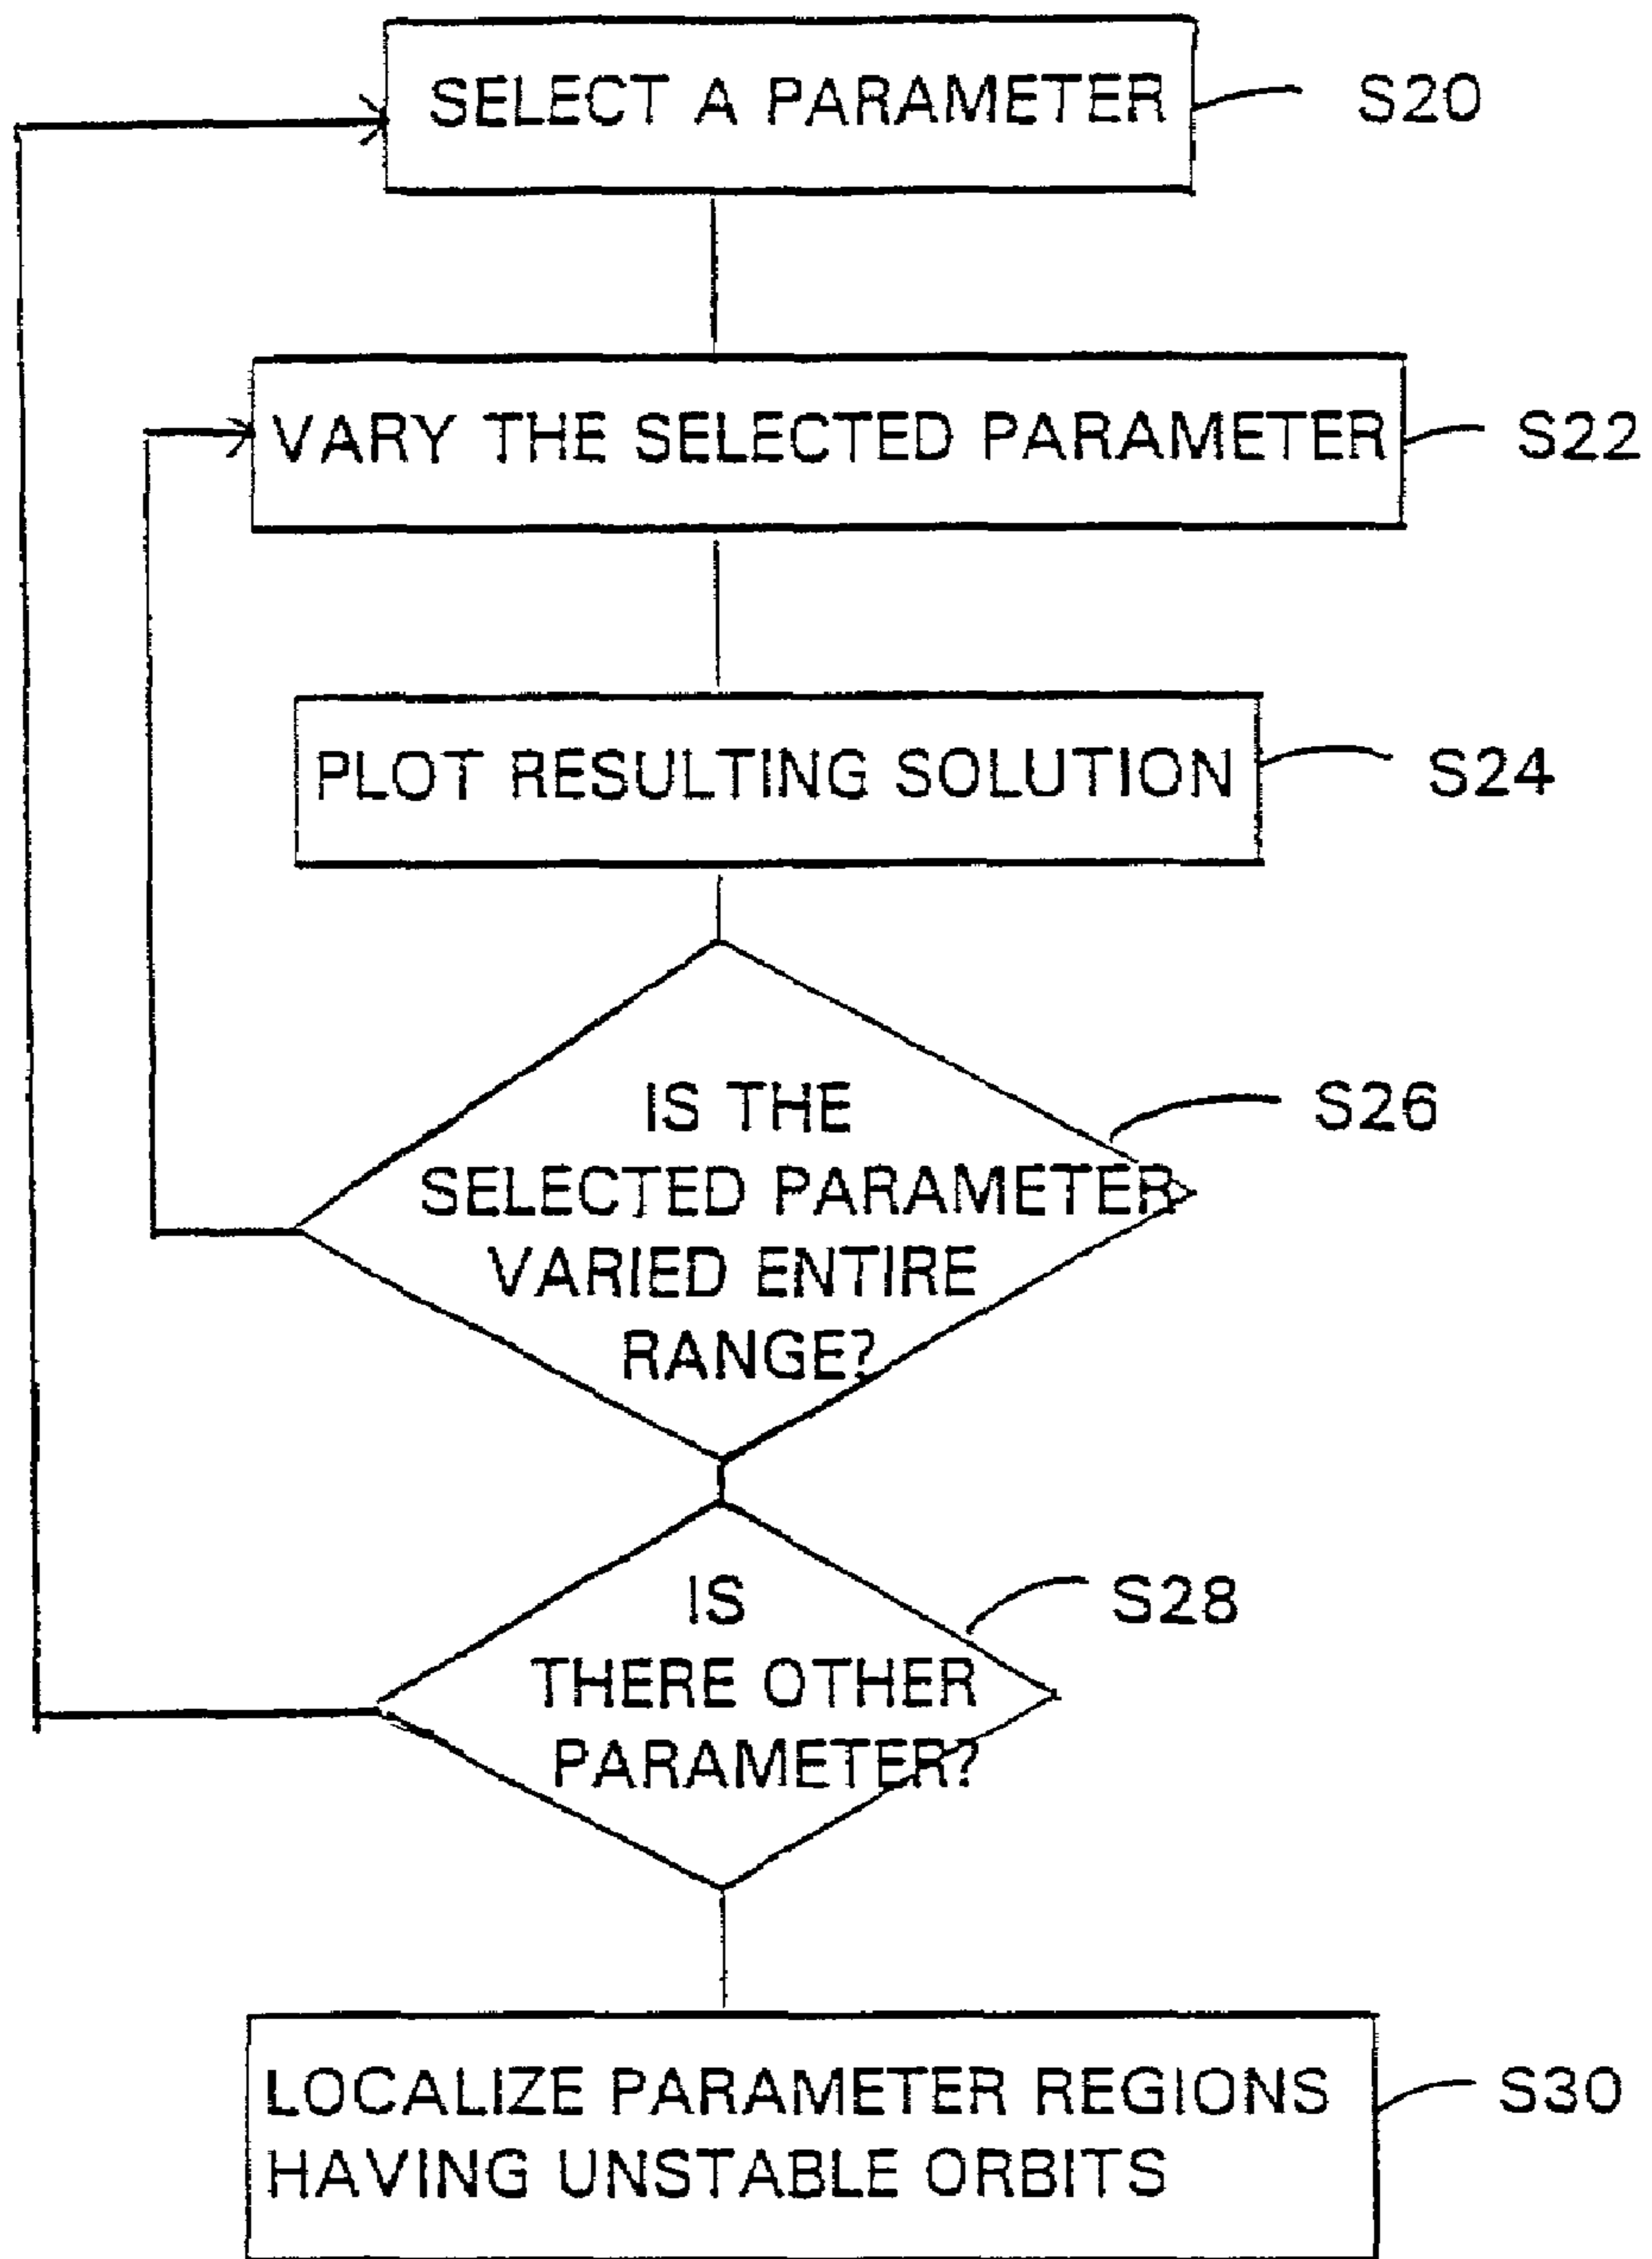 SELECT A PARAMETER
S20
VARY THE SELECTED PARAMETER
S22
PLOT RESULTING SOLUTION
S24
IS THE
SELECTED PARAMETER
VARIED ENTIRE
RANGE?
S26
IS
THERE OTHER
PARAMETER?
S28
LOCALIZE PARAMETER REGIONS
HAVING UNSTABLE ORBITS
S30